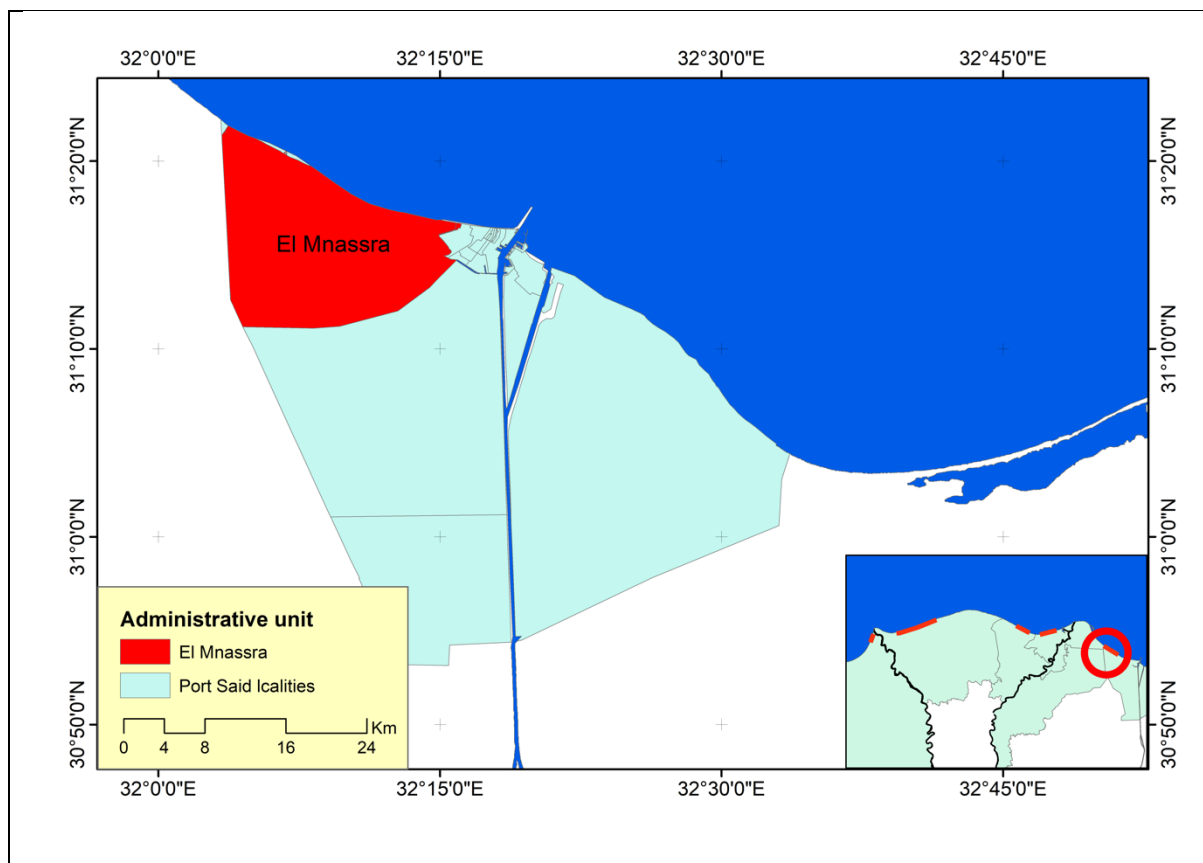 32°0'0"E 32°15'0"E 32°30'0"E 32°45'0"E
31°20'0"N 31°20'0"N
El Mnassra
31°10'0"N 31°10'0"N
31°0'0"N 31°0'0"N
Administrative unit
El Mnassra
Port Said lcalities
Km
0 4 8 16 24
30°50'0"N 30°50'0"N
32°0'0"E 32°15'0"E 32°30'0"E 32°45'0"E